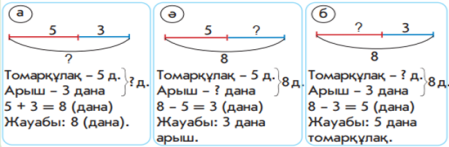 а
5 3
?
Томарқұлақ – 5 д.
Арыш – 3 дана
? д.
5 + 3 = 8 (дана)
Жауабы: 8 (дана).
ә
5 ?
8
Томарқұлақ – 5 д.
Арыш – ? дана
8 д.
8 – 5 = 3 (дана)
Жауабы: 3 дана
арыш.
б
? 3
8
Томарқұлақ – ? д.
Арыш – 3 дана
8 д.
8 – 3 = 5 (дана)
Жауабы: 5 дана
томарқұлақ.